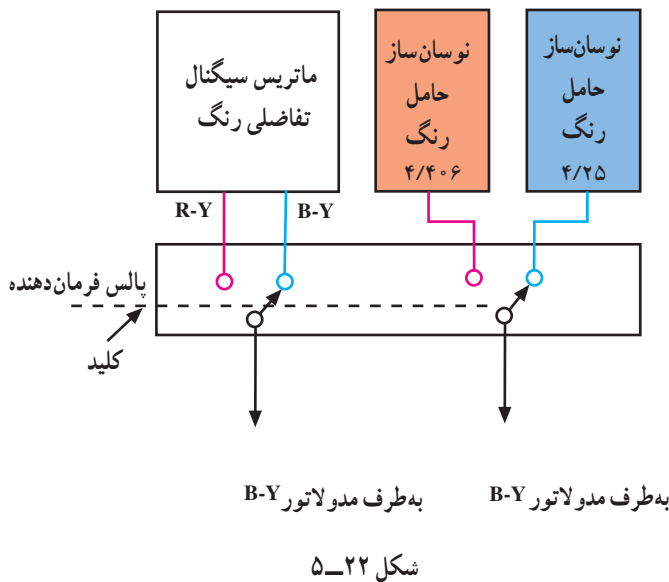 نوسان‌ساز
حامل
رنگ
۴/۲۵
نوسان‌ساز
حامل
رنگ
۴/۴۰۶
ماتریس سیگنال
تفاضلی رنگ
R-Y
B-Y
پالس فرمان‌دهنده
کلید
به‌طرف مدولاتور B-Y
به‌طرف مدولاتور B-Y
شکل ۲۲ــ۵